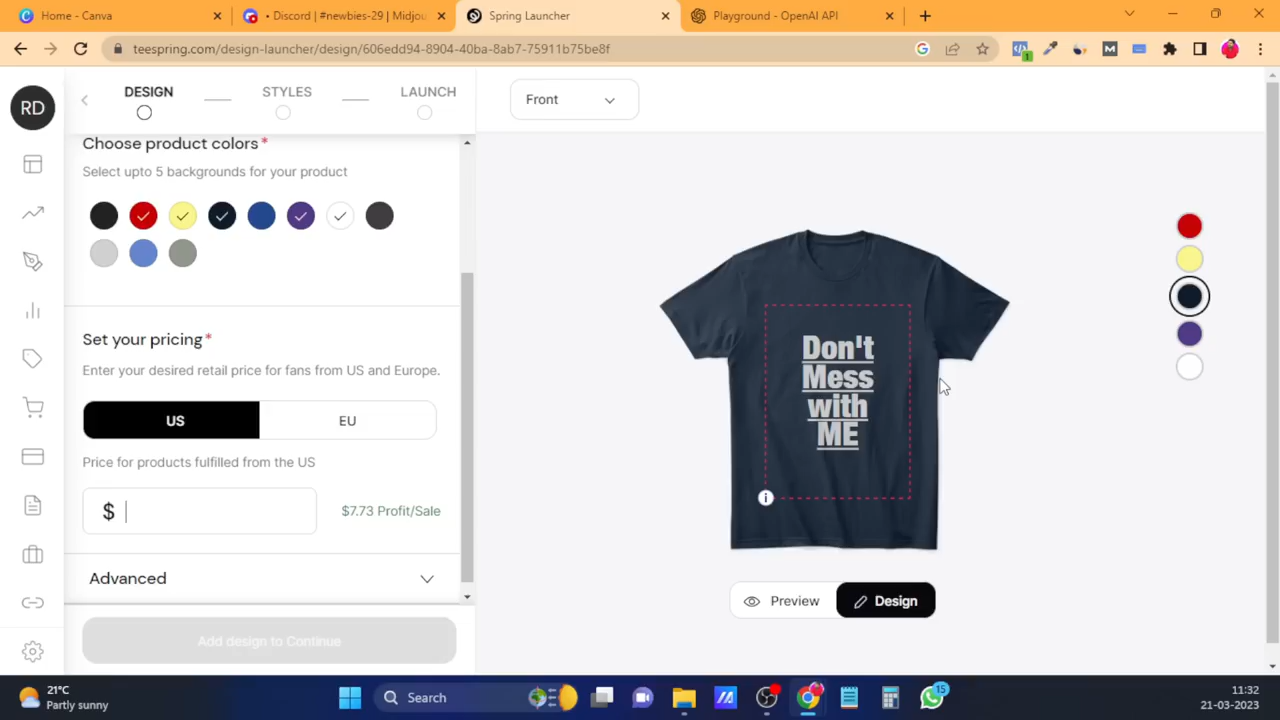 Home - Canva
• Discord | #newbies-29 | Midjou
Spring Launcher
Playground - OpenAI API
teespring.com/design-launcher/design/606edd94-8904-40ba-8ab7-75911b75be8f
RD
DESIGN
STYLES
LAUNCH
Front
Choose product colors*
Select upto 5 backgrounds for your product
Set your pricing*
Enter your desired retail price for fans from US and Europe.
US
EU
Price for products fulfilled from the US
$
$7.73 Profit/Sale
Advanced
Add design to Continue
Don't
Mess
with
ME
i
Preview
Design
21°C
Partly sunny
Search
15
11:32
21-03-2023